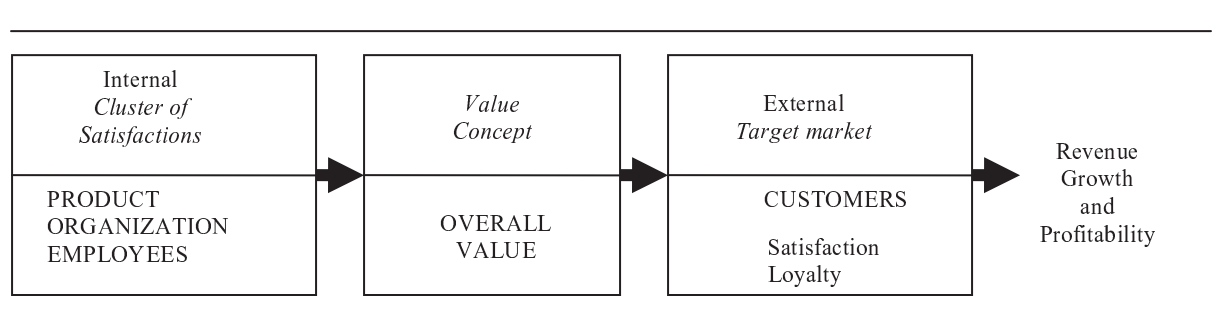 Internal
Cluster of
Satisfactions
PRODUCT
ORGANIZATION
EMPLOYEES
Value
Concept
OVERALL
VALUE
External
Target market
CUSTOMERS
Satisfaction
Loyalty
Revenue
Growth
and
Profitability